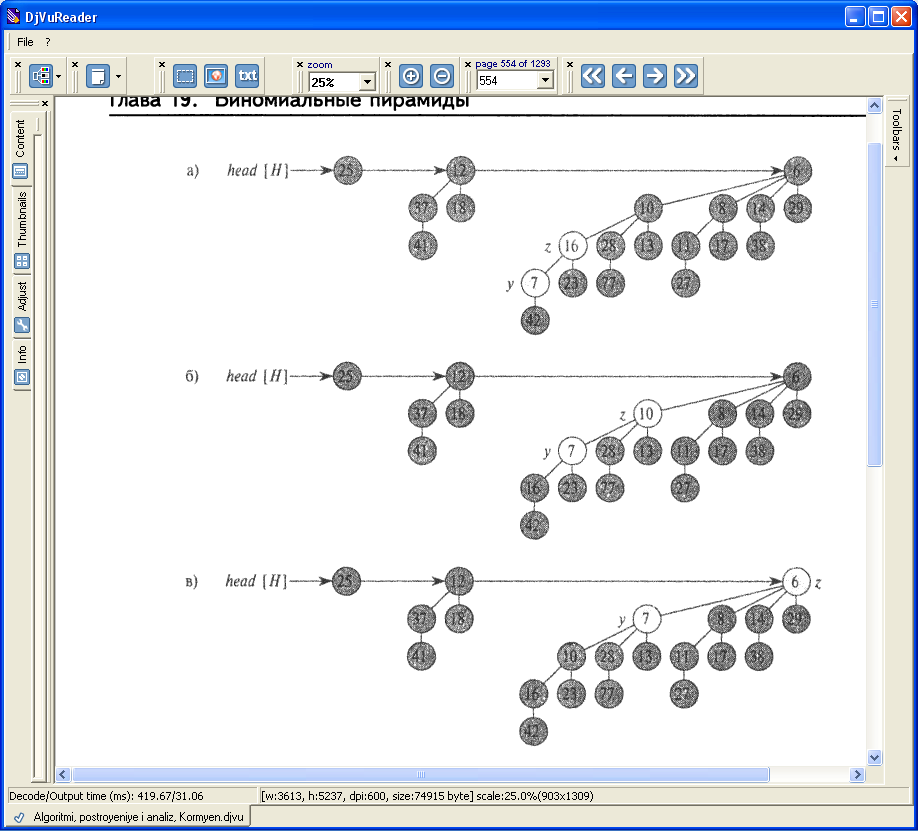 DjVuReader
File ?
zoom
25%
page 554 of 1293
554
txt
Toolbars
Content
Thumbnails
Adjust
Info
Глава 19. Биномиальные пирамиды
а) head [H] 25 12 6
37 18 10 8 14 29
41 z 16 28 13 11 17 38
y 7 23 77 27
42
б) head [H] 25 12 6
37 18 z 10 8 14 29
41 y 7 28 13 11 17 38
16 23 77 27
42
в) head [H] 25 12 6 z
37 18 y 7 8 14 29
41 10 28 13 11 17 38
16 23 77 27
42
Decode/Output time (ms): 419.67/31.06 [w:3613, h:5237, dpi:600, size:74915 byte] scale:25.0%(903x1309)
Algoritmi, postroyeniye i analiz, Kormyen.djvu